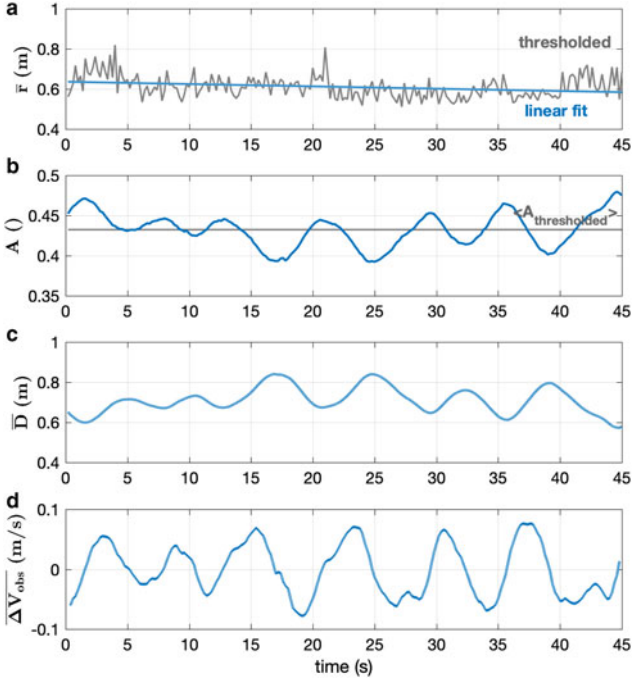 a
r̅ (m)
1
0.8
0.6
0.4
thresholded
linear fit
0 5 10 15 20 25 30 35 40 45
b
A ()
0.5
0.45
0.4
0.35
<A_thresholded>
0 5 10 15 20 25 30 35 40 45
c
D̅ (m)
1
0.8
0.6
0.4
0 5 10 15 20 25 30 35 40 45
d
Δ̅V̅obs (m/s)
0.1
0
-0.1
0 5 10 15 20 25 30 35 40 45
time (s)